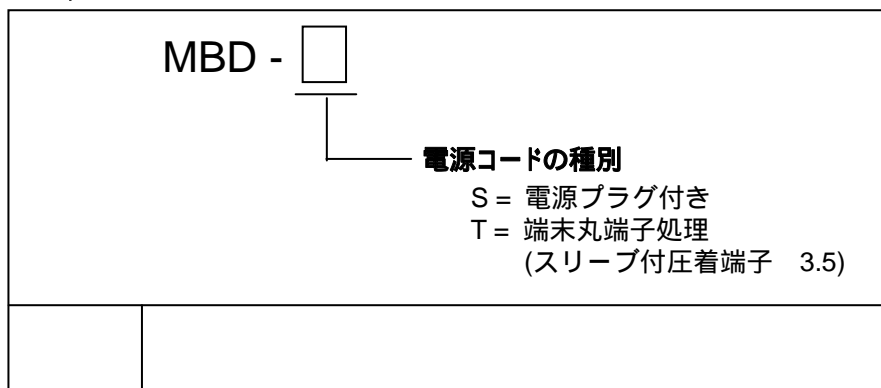 MBD - □
電源コードの種別
S = 電源プラグ付き
T = 端末丸端子処理
(スリーブ付圧着端子　3.5)